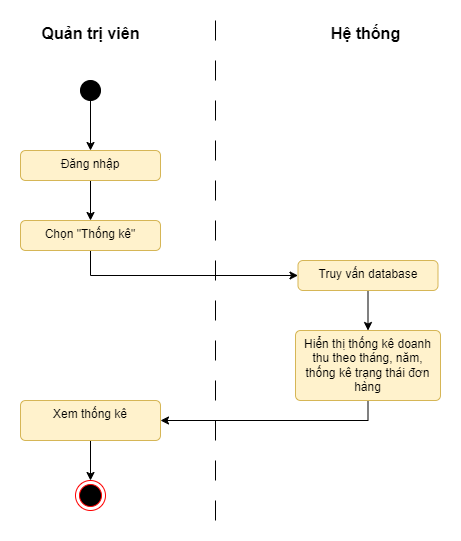 Quản trị viên
Hệ thống
Đăng nhập
Chọn "Thống kê"
Truy vấn database
Hiển thị thống kê doanh
thu theo tháng, năm,
thống kê trạng thái đơn
hảng
Xem thống kê